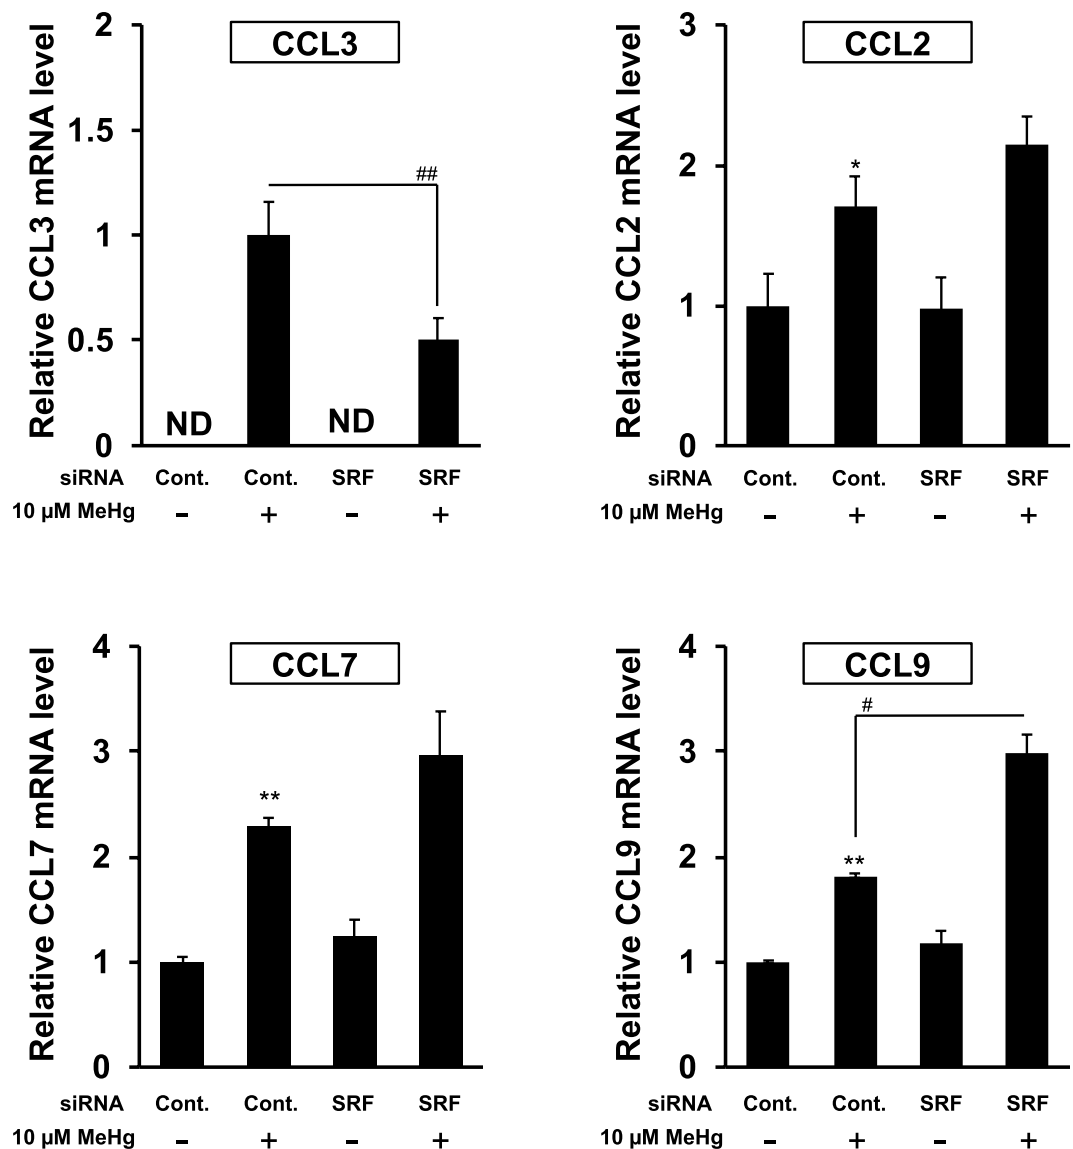 CCL3
Relative CCL3 mRNA level
2
1.5
1
0.5
0
##
ND
ND
siRNA Cont. Cont. SRF SRF
10 µM MeHg − + − +
CCL2
Relative CCL2 mRNA level
3
2
1
0
*
siRNA Cont. Cont. SRF SRF
10 µM MeHg − + − +
CCL7
Relative CCL7 mRNA level
4
3
2
1
0
**
siRNA Cont. Cont. SRF SRF
10 µM MeHg − + − +
CCL9
Relative CCL9 mRNA level
4
3
2
1
0
#
**
siRNA Cont. Cont. SRF SRF
10 µM MeHg − + − +